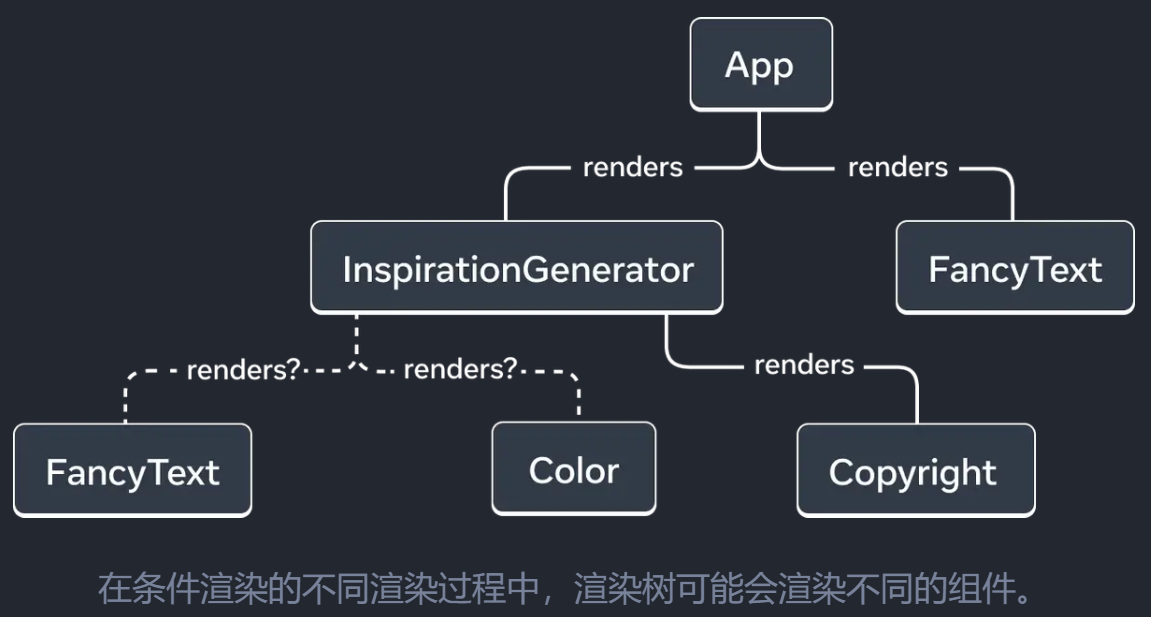 App
renders
renders
InspirationGenerator
FancyText
renders?
renders?
renders
FancyText
Color
Copyright
在条件渲染的不同渲染过程中，渲染树可能会渲染不同的组件。